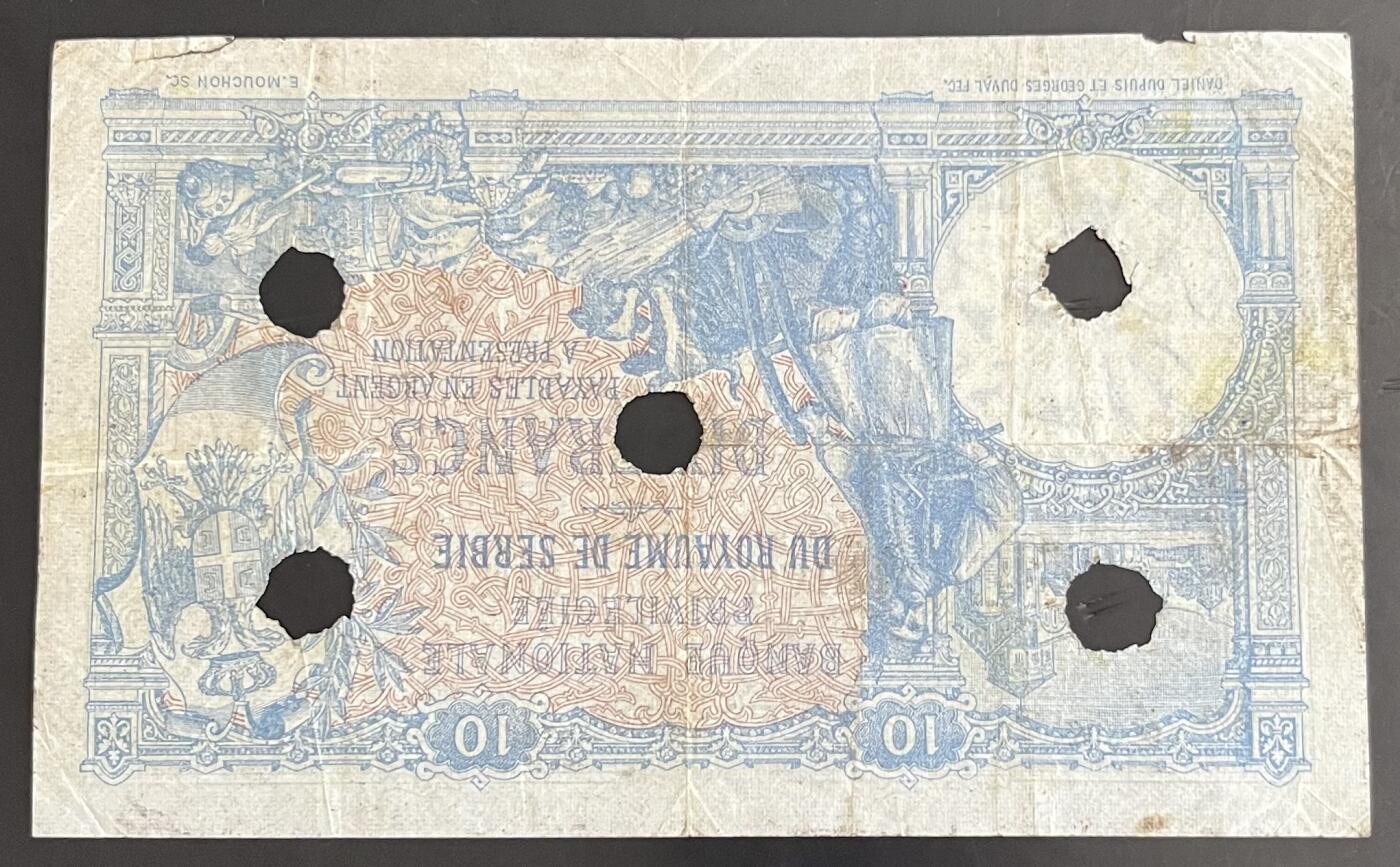 10 10
BANQUE NATIONALE
PRIVILÉGIÉE
DU ROYAUME DE SERBIE
DIX FRANCS
PAYABLES EN ARGENT
A PRESENTATION
DANIEL DUPUIS ET GEORGES DUVAL FEC. E. MOUCHON SC.